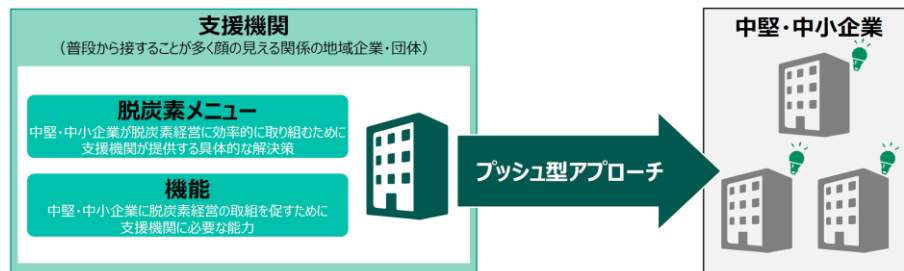 支援機関
（普段から接することが多く顔の見える関係の地域企業・団体）
脱炭素メニュー
中堅・中小企業が脱炭素経営に効率的に取り組むために
支援機関が提供する具体的な解決策
機能
中堅・中小企業に脱炭素経営の取組を促すために
支援機関に必要な能力
プッシュ型アプローチ
中堅・中小企業